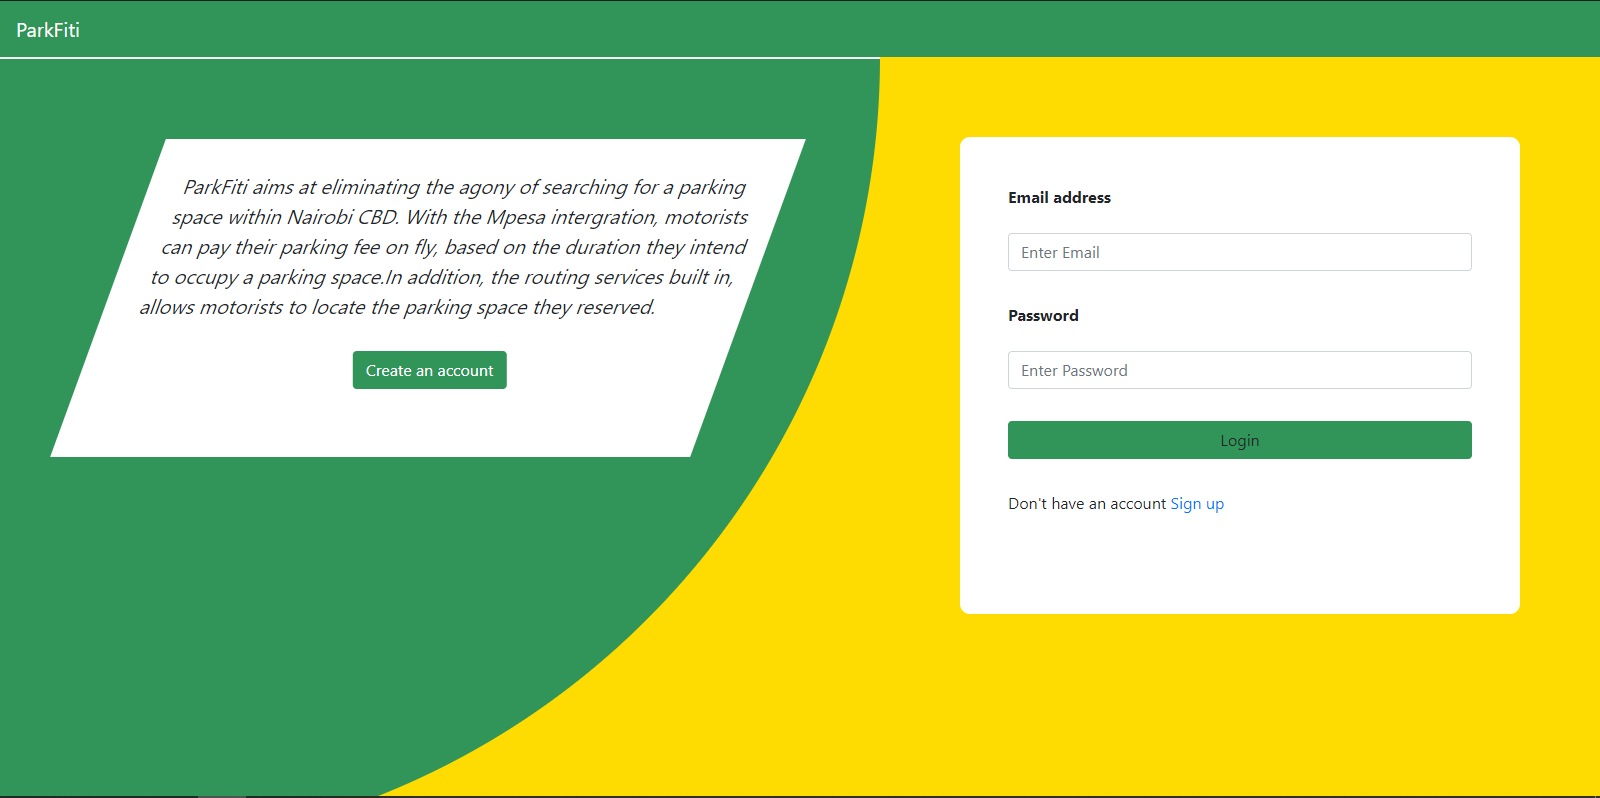 ParkFiti
ParkFiti aims at eliminating the agony of searching for a parking
space within Nairobi CBD. With the Mpesa intergration, motorists
can pay their parking fee on fly, based on the duration they intend
to occupy a parking space.In addition, the routing services built in,
allows motorists to locate the parking space they reserved.
Create an account
Email address
Enter Email
Password
Enter Password
Login
Don't have an account Sign up